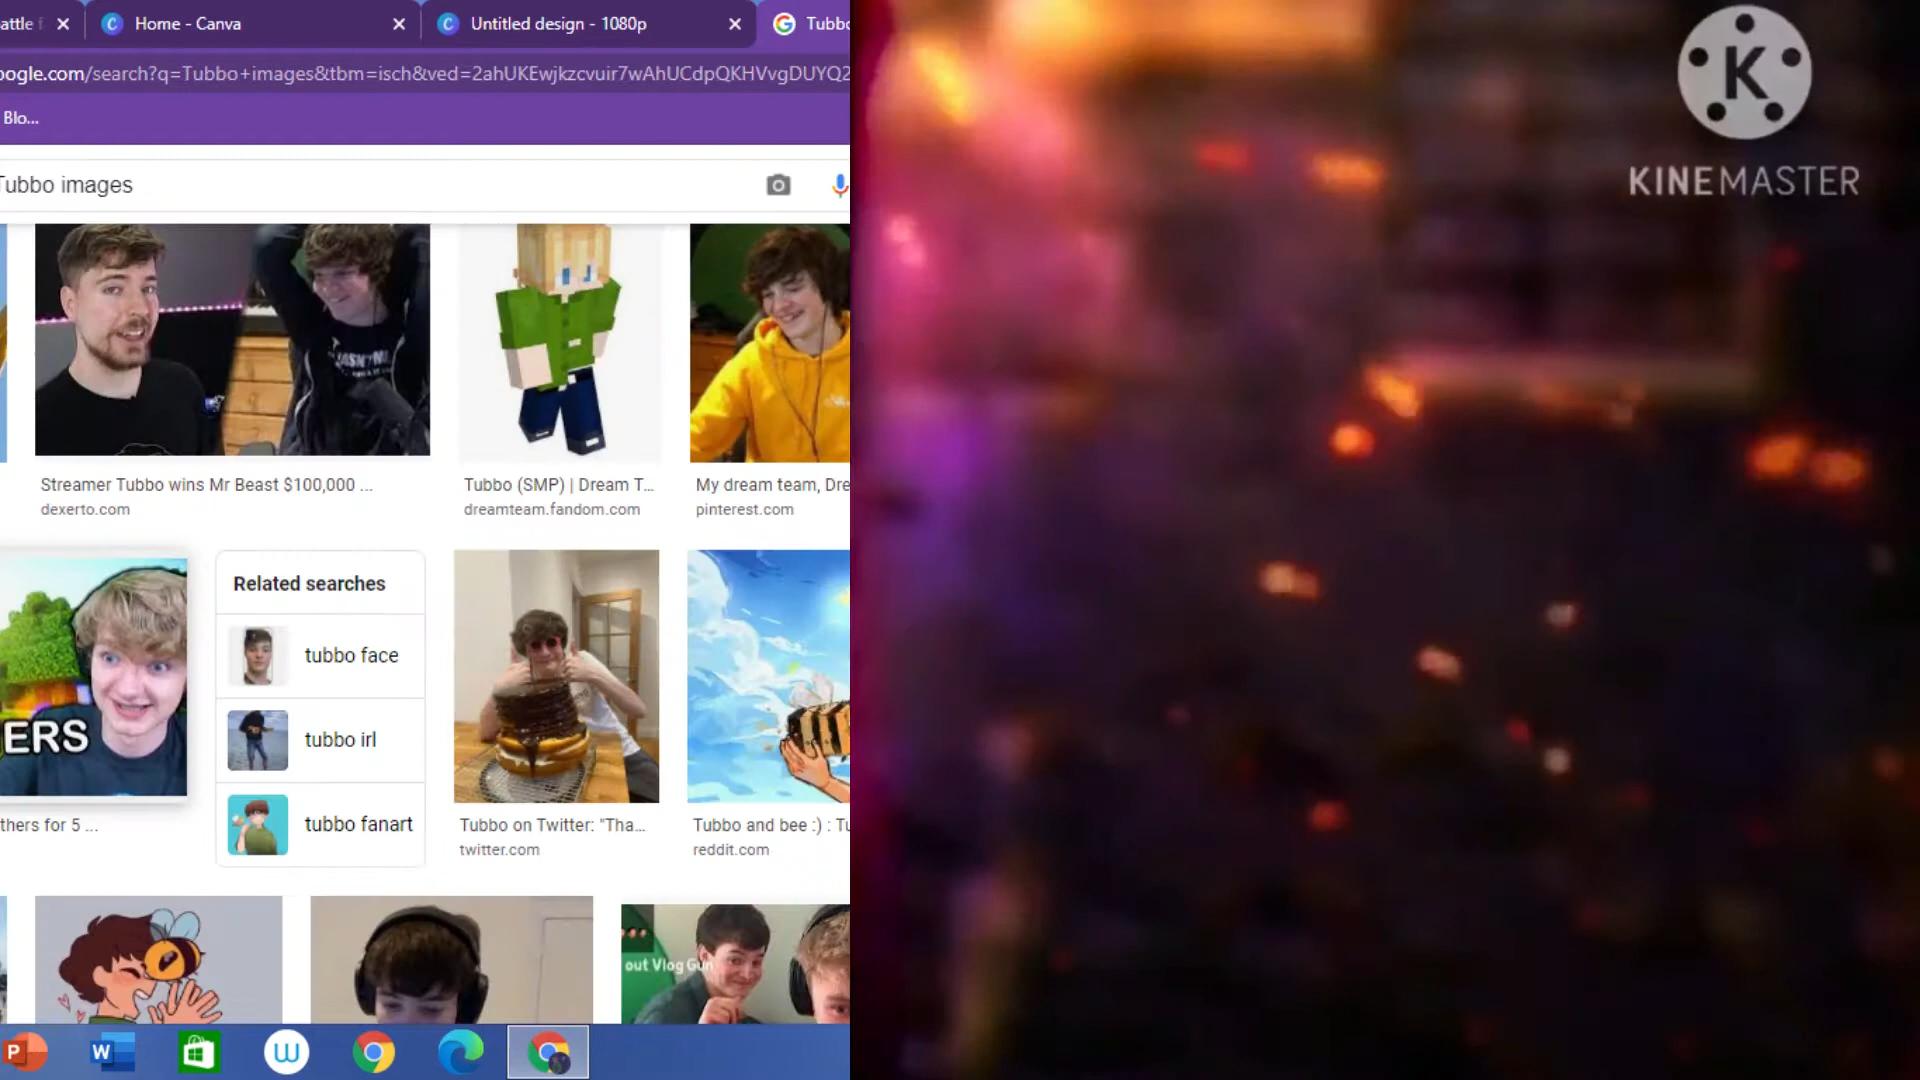 attle f
Home - Canva
Untitled design - 1080p
Tubbo
oogle.com/search?q=Tubbo+images&tbm=isch&ved=2ahUKEwjkzcvuir7wAhUCdpQKHVvgDUYQ2
Blo...
Tubbo images
K
KINEMASTER
Streamer Tubbo wins Mr Beast $100,000 ...
dexerto.com
Tubbo (SMP) | Dream T...
dreamteam.fandom.com
My dream team, Dre
pinterest.com
Related searches
tubbo face
tubbo irl
tubbo fanart
ERS
thers for 5 ...
Tubbo on Twitter: "Tha...
twitter.com
Tubbo and bee :) : Tu
reddit.com
out Vlog Gun
P
W